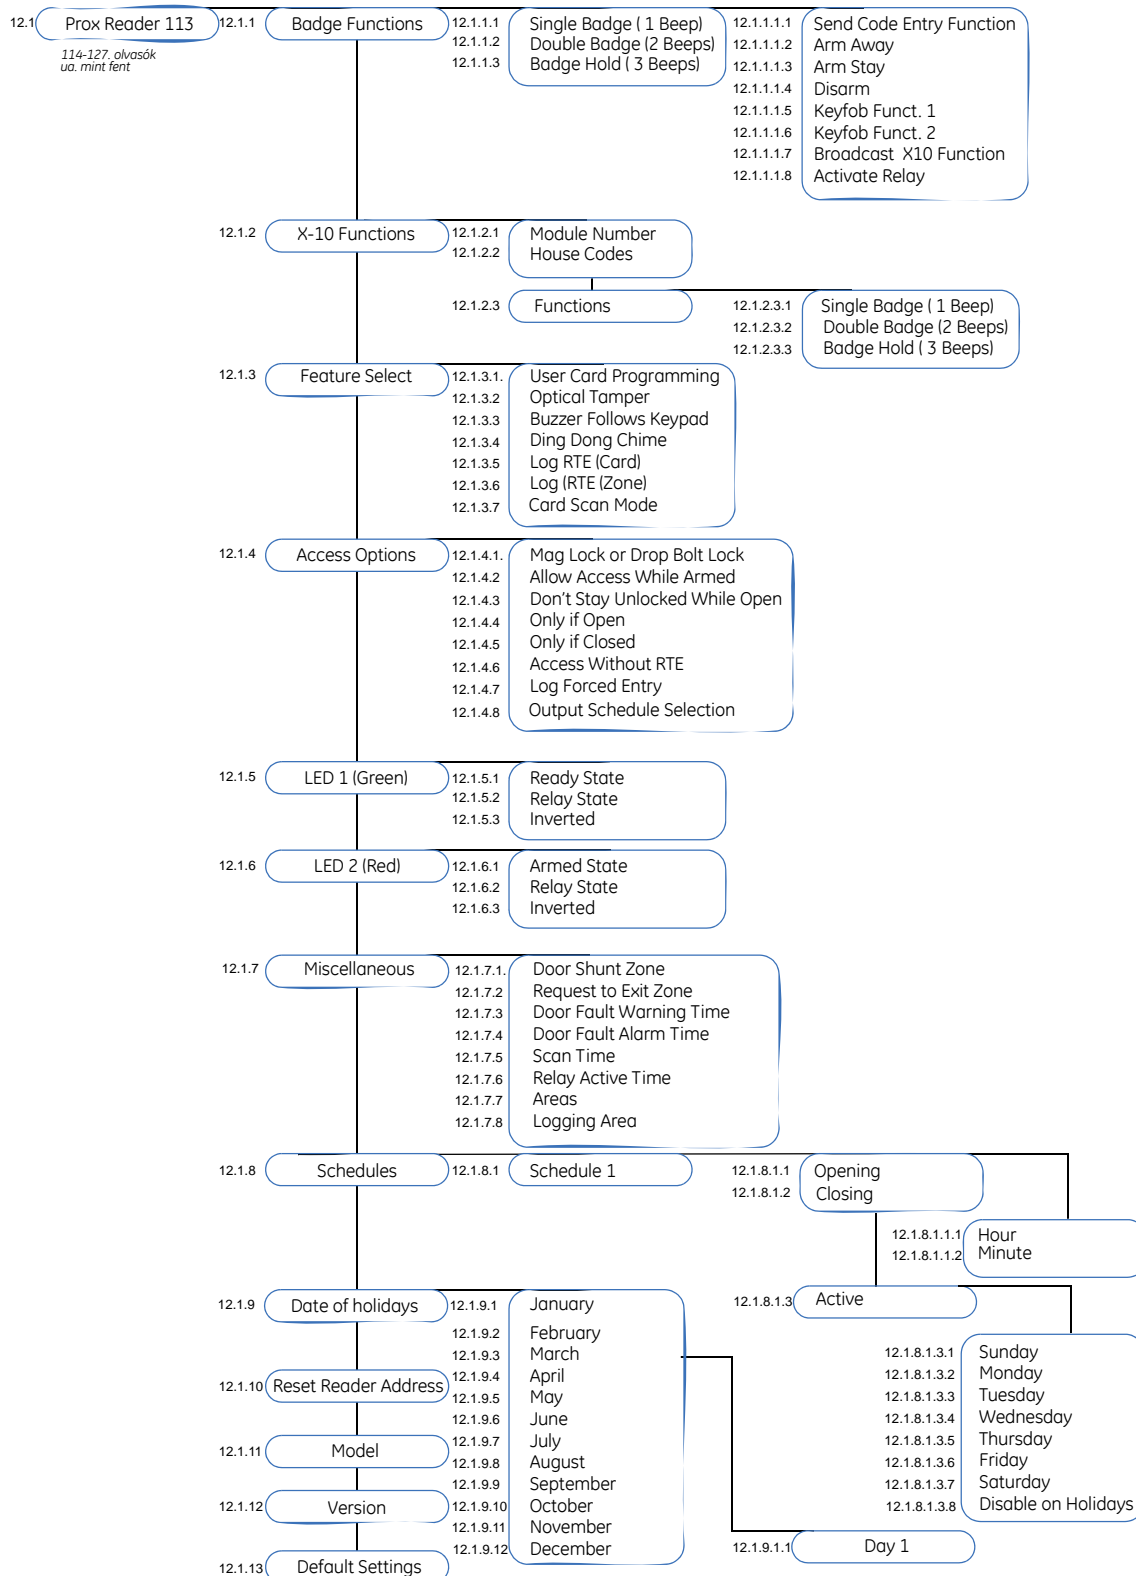 12.1 Prox Reader 113
114-127. olvasók
ua. mint fent
12.1.1 Badge Functions
12.1.1.1 Single Badge ( 1 Beep)
12.1.1.2 Double Badge (2 Beeps)
12.1.1.3 Badge Hold ( 3 Beeps)
12.1.1.1.1 Send Code Entry Function
12.1.1.1.2 Arm Away
12.1.1.1.3 Arm Stay
12.1.1.1.4 Disarm
12.1.1.1.5 Keyfob Funct. 1
12.1.1.1.6 Keyfob Funct. 2
12.1.1.1.7 Broadcast X10 Function
12.1.1.1.8 Activate Relay
12.1.2 X-10 Functions
12.1.2.1 Module Number
12.1.2.2 House Codes
12.1.2.3 Functions
12.1.2.3.1 Single Badge ( 1 Beep)
12.1.2.3.2 Double Badge (2 Beeps)
12.1.2.3.3 Badge Hold ( 3 Beeps)
12.1.3 Feature Select
12.1.3.1. User Card Programming
12.1.3.2 Optical Tamper
12.1.3.3 Buzzer Follows Keypad
12.1.3.4 Ding Dong Chime
12.1.3.5 Log RTE (Card)
12.1.3.6 Log (RTE (Zone)
12.1.3.7 Card Scan Mode
12.1.4 Access Options
12.1.4.1. Mag Lock or Drop Bolt Lock
12.1.4.2 Allow Access While Armed
12.1.4.3 Don't Stay Unlocked While Open
12.1.4.4 Only if Open
12.1.4.5 Only if Closed
12.1.4.6 Access Without RTE
12.1.4.7 Log Forced Entry
12.1.4.8 Output Schedule Selection
12.1.5 LED 1 (Green)
12.1.5.1 Ready State
12.1.5.2 Relay State
12.1.5.3 Inverted
12.1.6 LED 2 (Red)
12.1.6.1 Armed State
12.1.6.2 Relay State
12.1.6.3 Inverted
12.1.7 Miscellaneous
12.1.7.1. Door Shunt Zone
12.1.7.2 Request to Exit Zone
12.1.7.3 Door Fault Warning Time
12.1.7.4 Door Fault Alarm Time
12.1.7.5 Scan Time
12.1.7.6 Relay Active Time
12.1.7.7 Areas
12.1.7.8 Logging Area
12.1.8 Schedules
12.1.8.1 Schedule 1
12.1.8.1.1 Opening
12.1.8.1.2 Closing
12.1.8.1.1.1 Hour
12.1.8.1.1.2 Minute
12.1.8.1.3 Active
12.1.8.1.3.1 Sunday
12.1.8.1.3.2 Monday
12.1.8.1.3.3 Tuesday
12.1.8.1.3.4 Wednesday
12.1.8.1.3.5 Thursday
12.1.8.1.3.6 Friday
12.1.8.1.3.7 Saturday
12.1.8.1.3.8 Disable on Holidays
12.1.9 Date of holidays
12.1.9.1 January
12.1.9.2 February
12.1.9.3 March
12.1.9.4 April
12.1.9.5 May
12.1.9.6 June
12.1.9.7 July
12.1.9.8 August
12.1.9.9 September
12.1.9.10 October
12.1.9.11 November
12.1.9.12 December
12.1.9.1.1 Day 1
12.1.10 Reset Reader Address
12.1.11 Model
12.1.12 Version
12.1.13 Default Settings